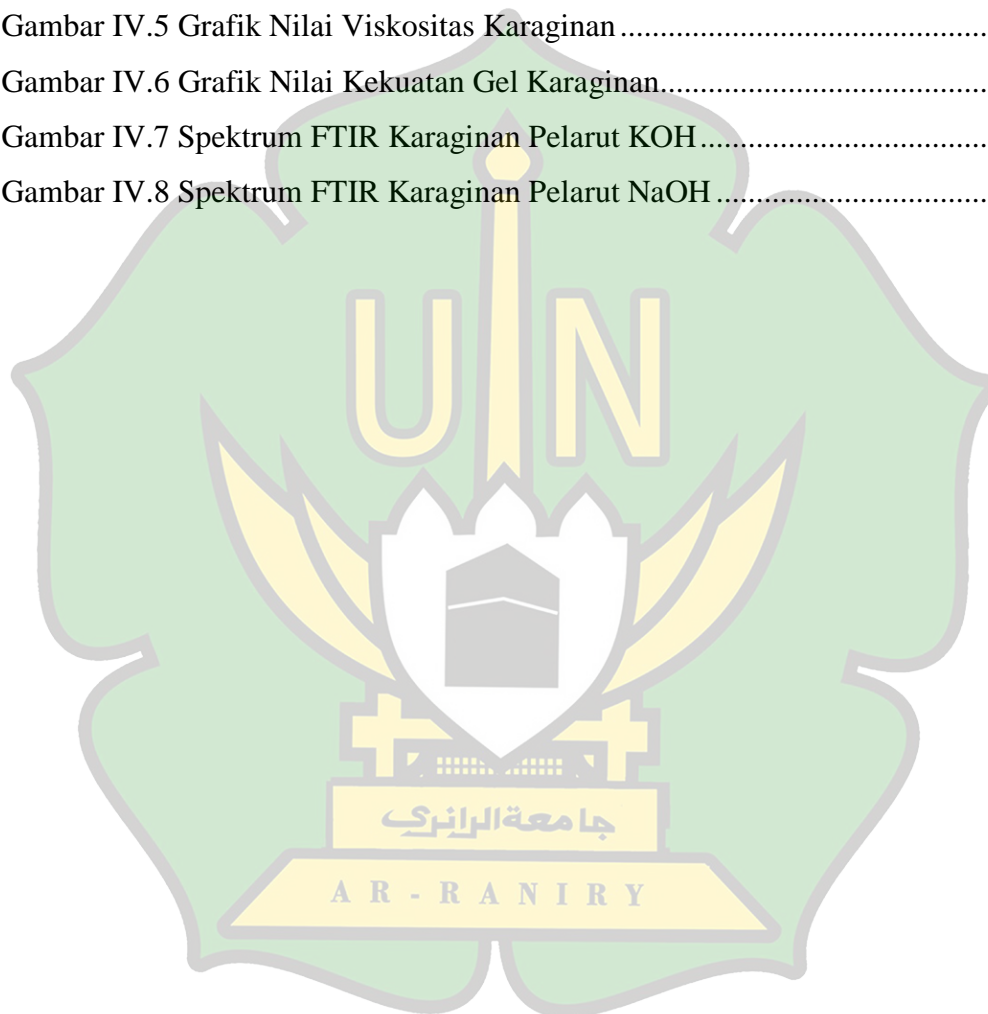 Gambar IV.5 Grafik Nilai Viskositas Karaginan ..............................................
Gambar IV.6 Grafik Nilai Kekuatan Gel Karaginan.........................................
Gambar IV.7 Spektrum FTIR Karaginan Pelarut KOH ....................................
Gambar IV.8 Spektrum FTIR Karaginan Pelarut NaOH ..................................
UIN
جامعة الرانري
AR-RANIRY